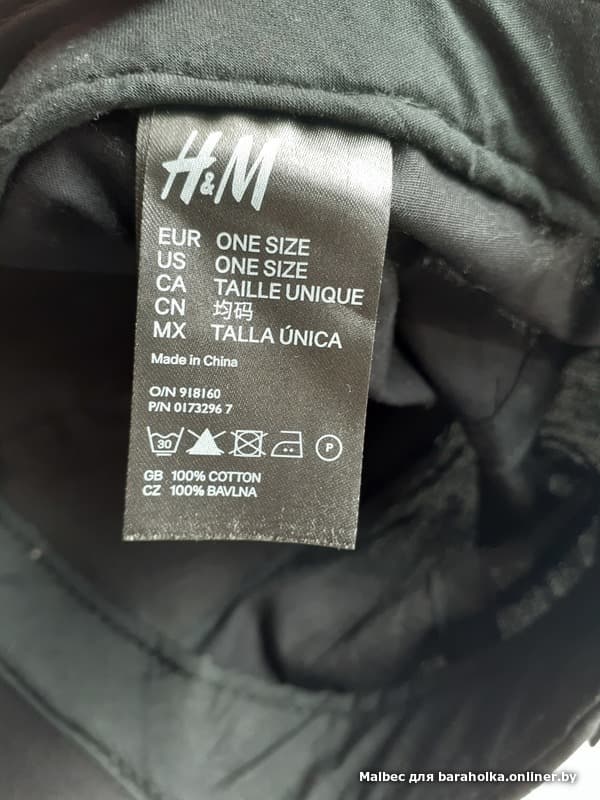 H&M
EUR ONE SIZE
US ONE SIZE
CA TAILLE UNIQUE
CN 均码
MX TALLA ÚNICA
Made in China
O/N 918160
P/N 0173296 7
30 P
GB 100% COTTON
CZ 100% BAVLNA
Малbес для baraholka.onliner.by